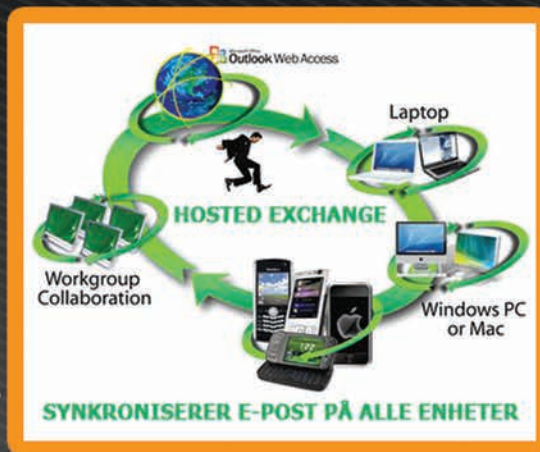 Microsoft Office
Outlook Web Access
Laptop
HOSTED EXCHANGE
Workgroup
Collaboration
Windows PC
or Mac
SYNKRONISERER E-POST PÅ ALLE ENHETER